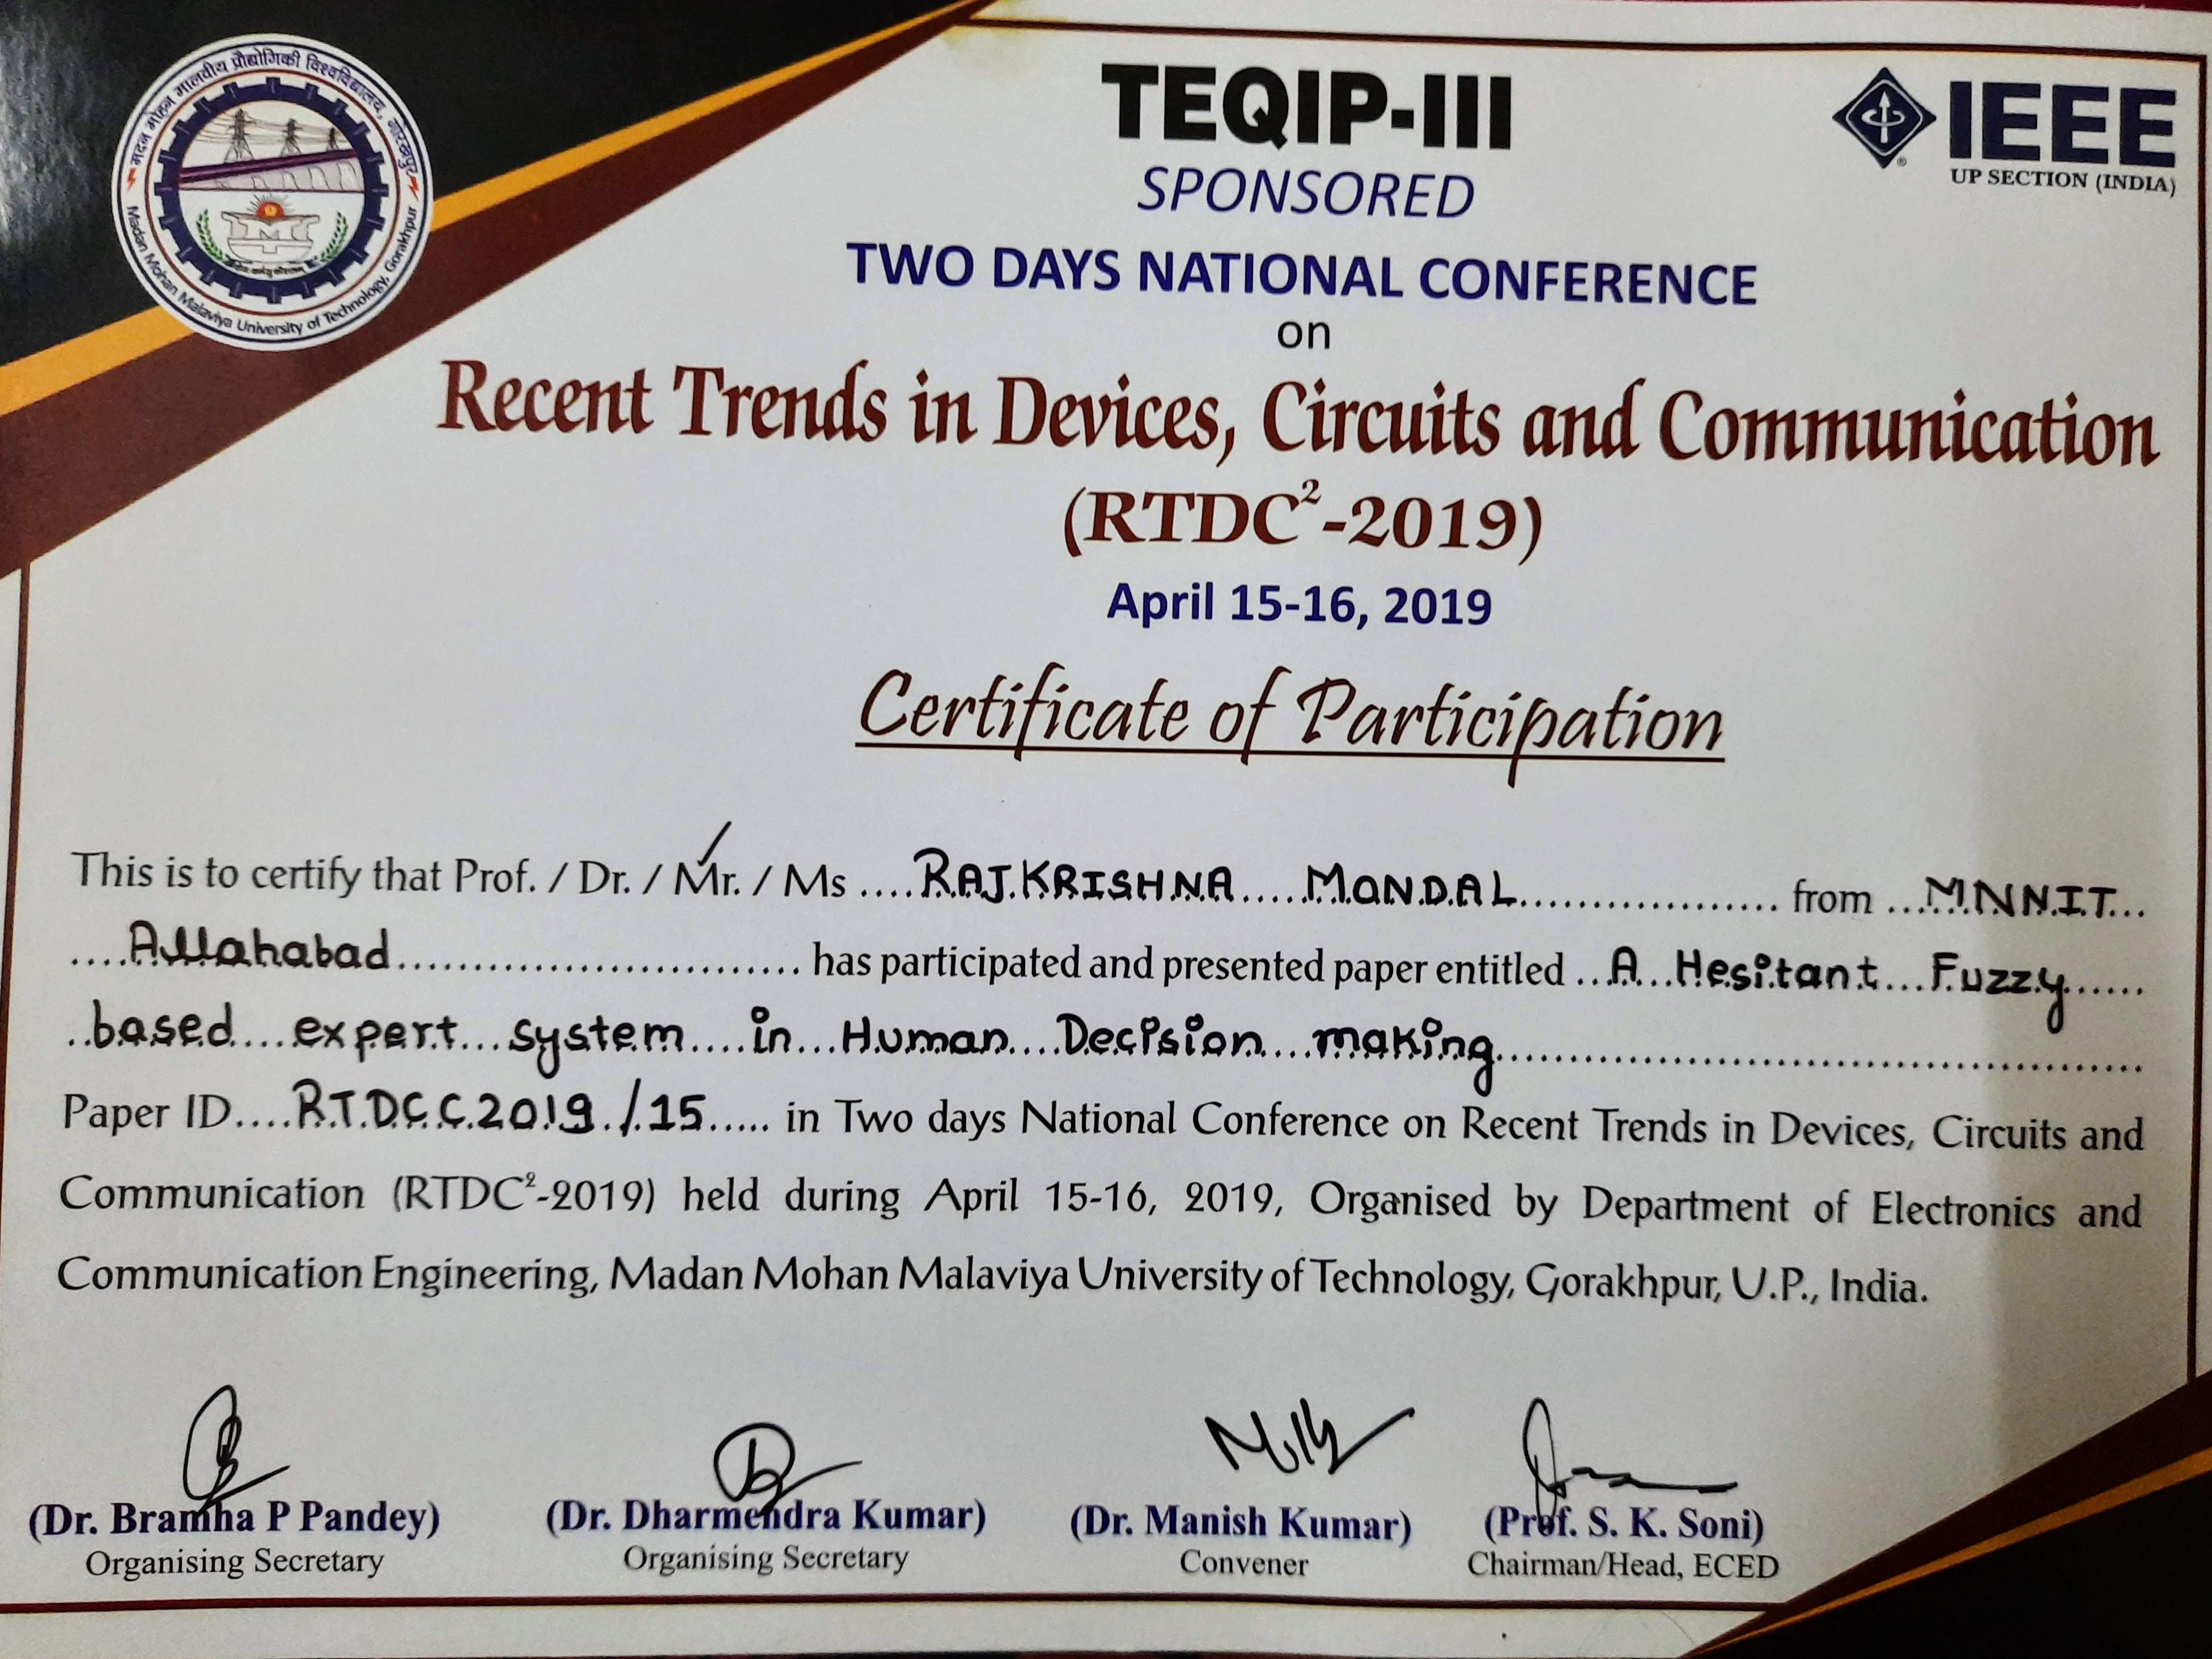 मदन मोहन मालवीय प्रौद्योगिकी विश्वविद्यालय, गोरखपुर
Madan Mohan Malaviya University of Technology, Gorakhpur
TEQIP-III
IEEE
UP SECTION (INDIA)
SPONSORED
TWO DAYS NATIONAL CONFERENCE
on
Recent Trends in Devices, Circuits and Communication
(RTDC²-2019)
April 15-16, 2019
Certificate of Participation
This is to certify that Prof. / Dr. / Mr. / Ms ....RAJKRISHNA.....MONDAL................... from ...MNNIT...
....Allahabad............................. has participated and presented paper entitled ...A...Hesitant...Fuzzy......
..based....expert...system....in...Human....Decision....making..............................................
Paper ID....RTDCC2019/15..... in Two days National Conference on Recent Trends in Devices, Circuits and
Communication (RTDC²-2019) held during April 15-16, 2019, Organised by Department of Electronics and
Communication Engineering, Madan Mohan Malaviya University of Technology, Gorakhpur, U.P., India.
(Dr. Bramha P Pandey) (Dr. Dharmendra Kumar) (Dr. Manish Kumar) (Prof. S. K. Soni)
Organising Secretary Organising Secretary Convener Chairman/Head, ECED